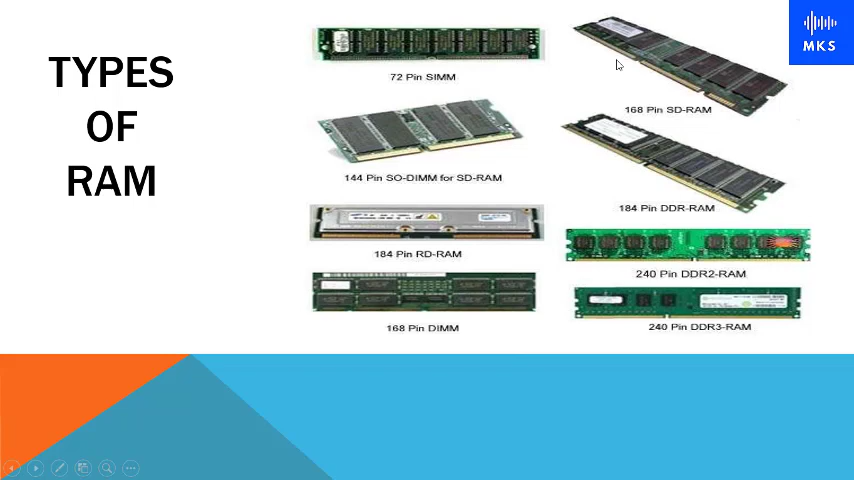 TYPES
OF
RAM
72 Pin SIMM
168 Pin SD-RAM
144 Pin SO-DIMM for SD-RAM
184 Pin DDR-RAM
184 Pin RD-RAM
240 Pin DDR2-RAM
168 Pin DIMM
240 Pin DDR3-RAM
MKS